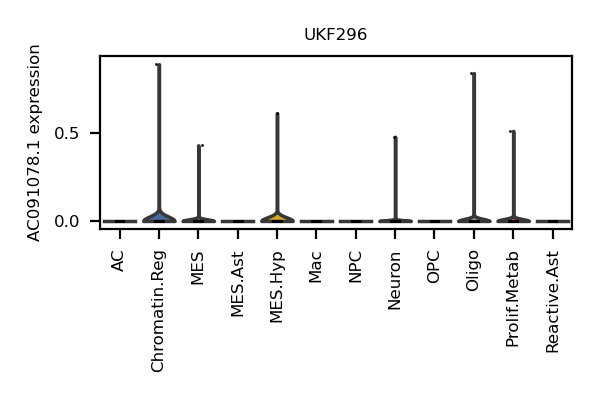 UKF296
AC091078.1 expression
0.5
0.0
AC
Chromatin.Reg
MES
MES.Ast
MES.Hyp
Mac
NPC
Neuron
OPC
Oligo
Prolif.Metab
Reactive.Ast